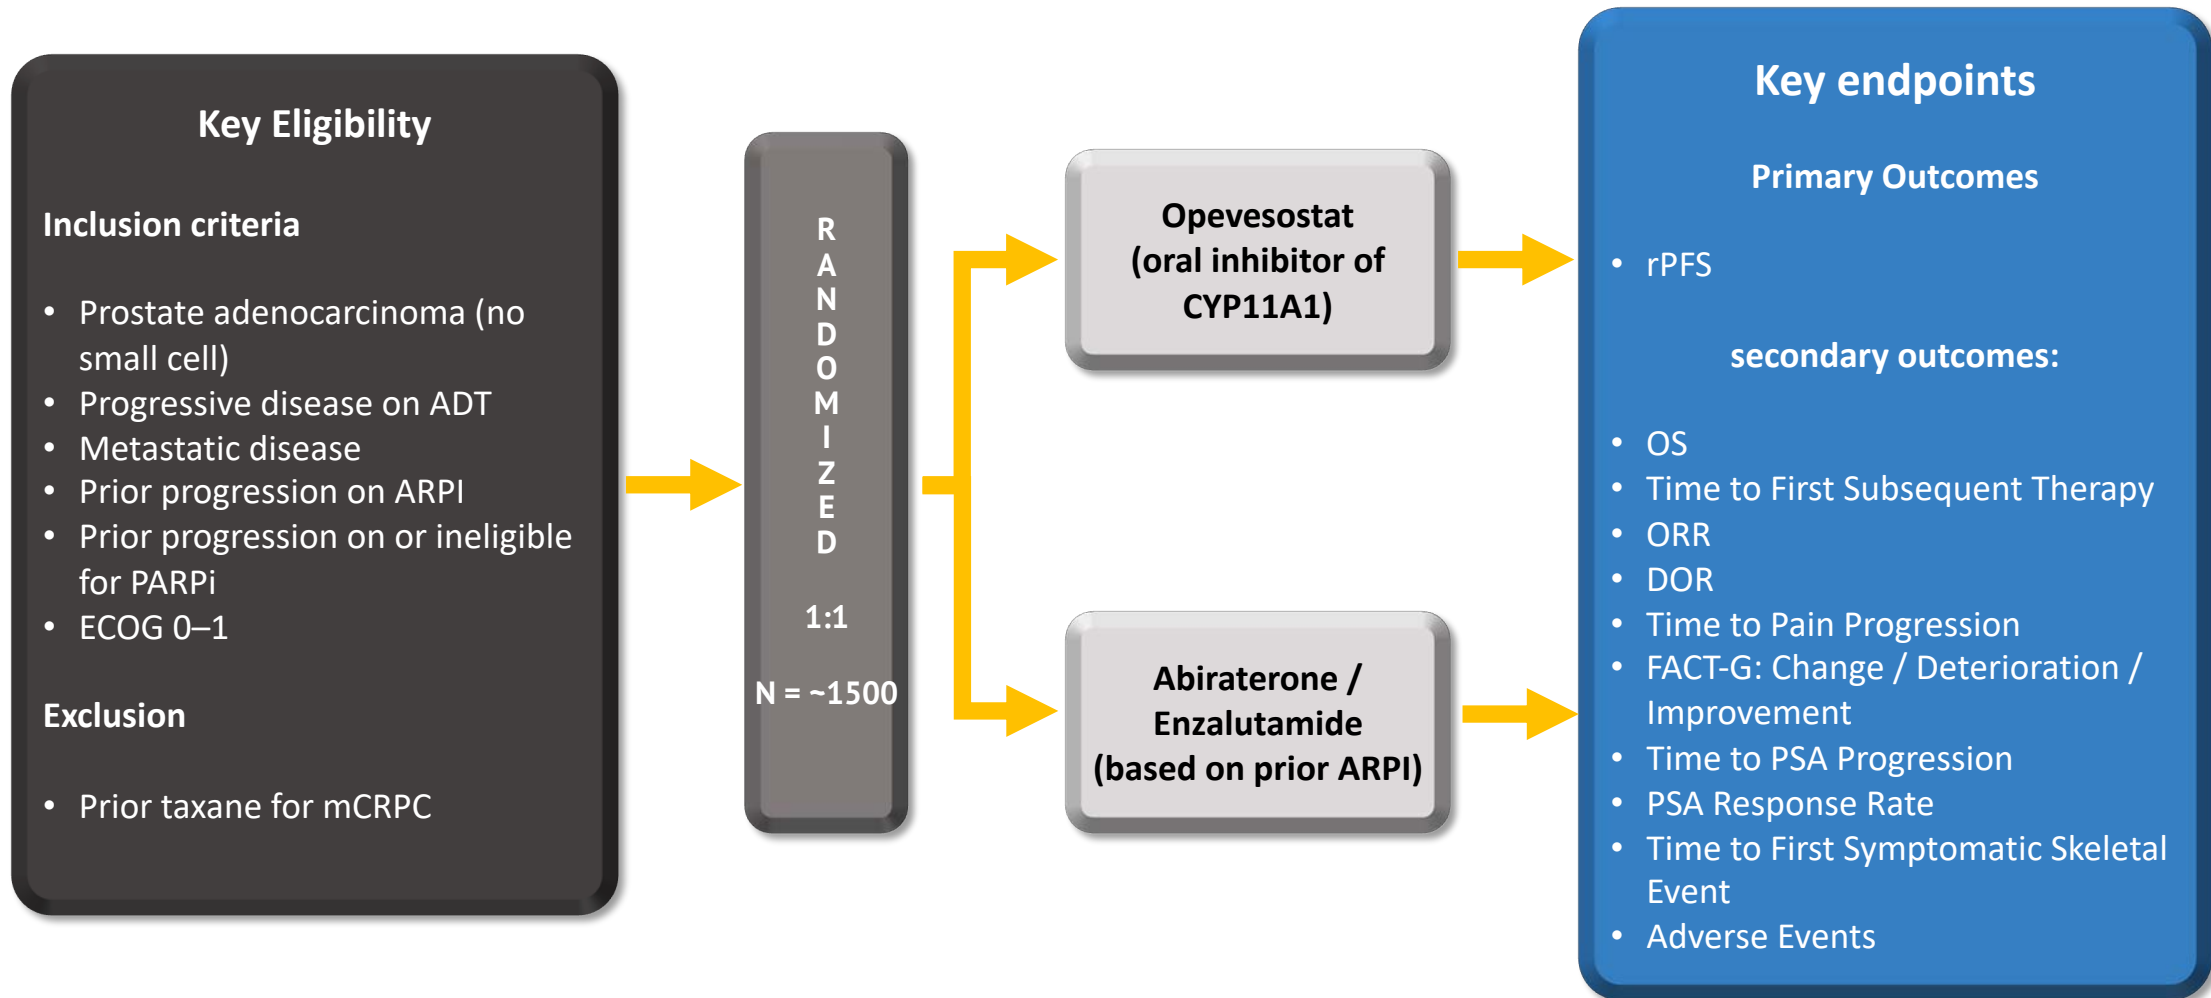 Key Eligibility
Inclusion criteria
• Prostate adenocarcinoma (no
small cell)
• Progressive disease on ADT
• Metastatic disease
• Prior progression on ARPI
• Prior progression on or ineligible
for PARPi
• ECOG 0–1
Exclusion
• Prior taxane for mCRPC
R
A
N
D
O
M
I
Z
E
D
1:1
N = ~1500
Opevesostat
(oral inhibitor of
CYP11A1)
Abiraterone /
Enzalutamide
(based on prior ARPI)
Key endpoints
Primary Outcomes
• rPFS
secondary outcomes:
• OS
• Time to First Subsequent Therapy
• ORR
• DOR
• Time to Pain Progression
• FACT-G: Change / Deterioration /
Improvement
• Time to PSA Progression
• PSA Response Rate
• Time to First Symptomatic Skeletal
Event
• Adverse Events